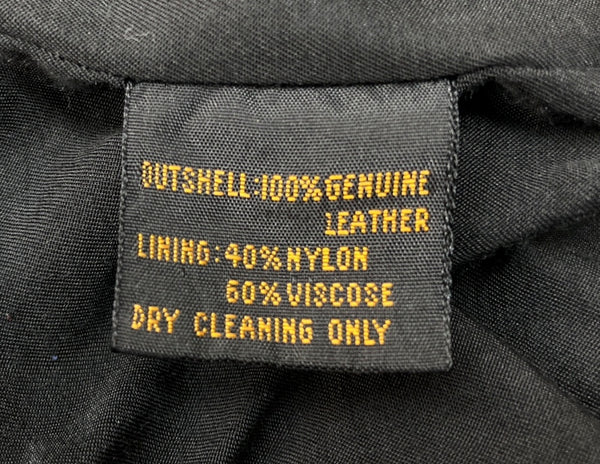 OUTSHELL:100%GENUINE
LEATHER
LINING:40%NYLON
60%VISCOSE
DRY CLEANING ONLY